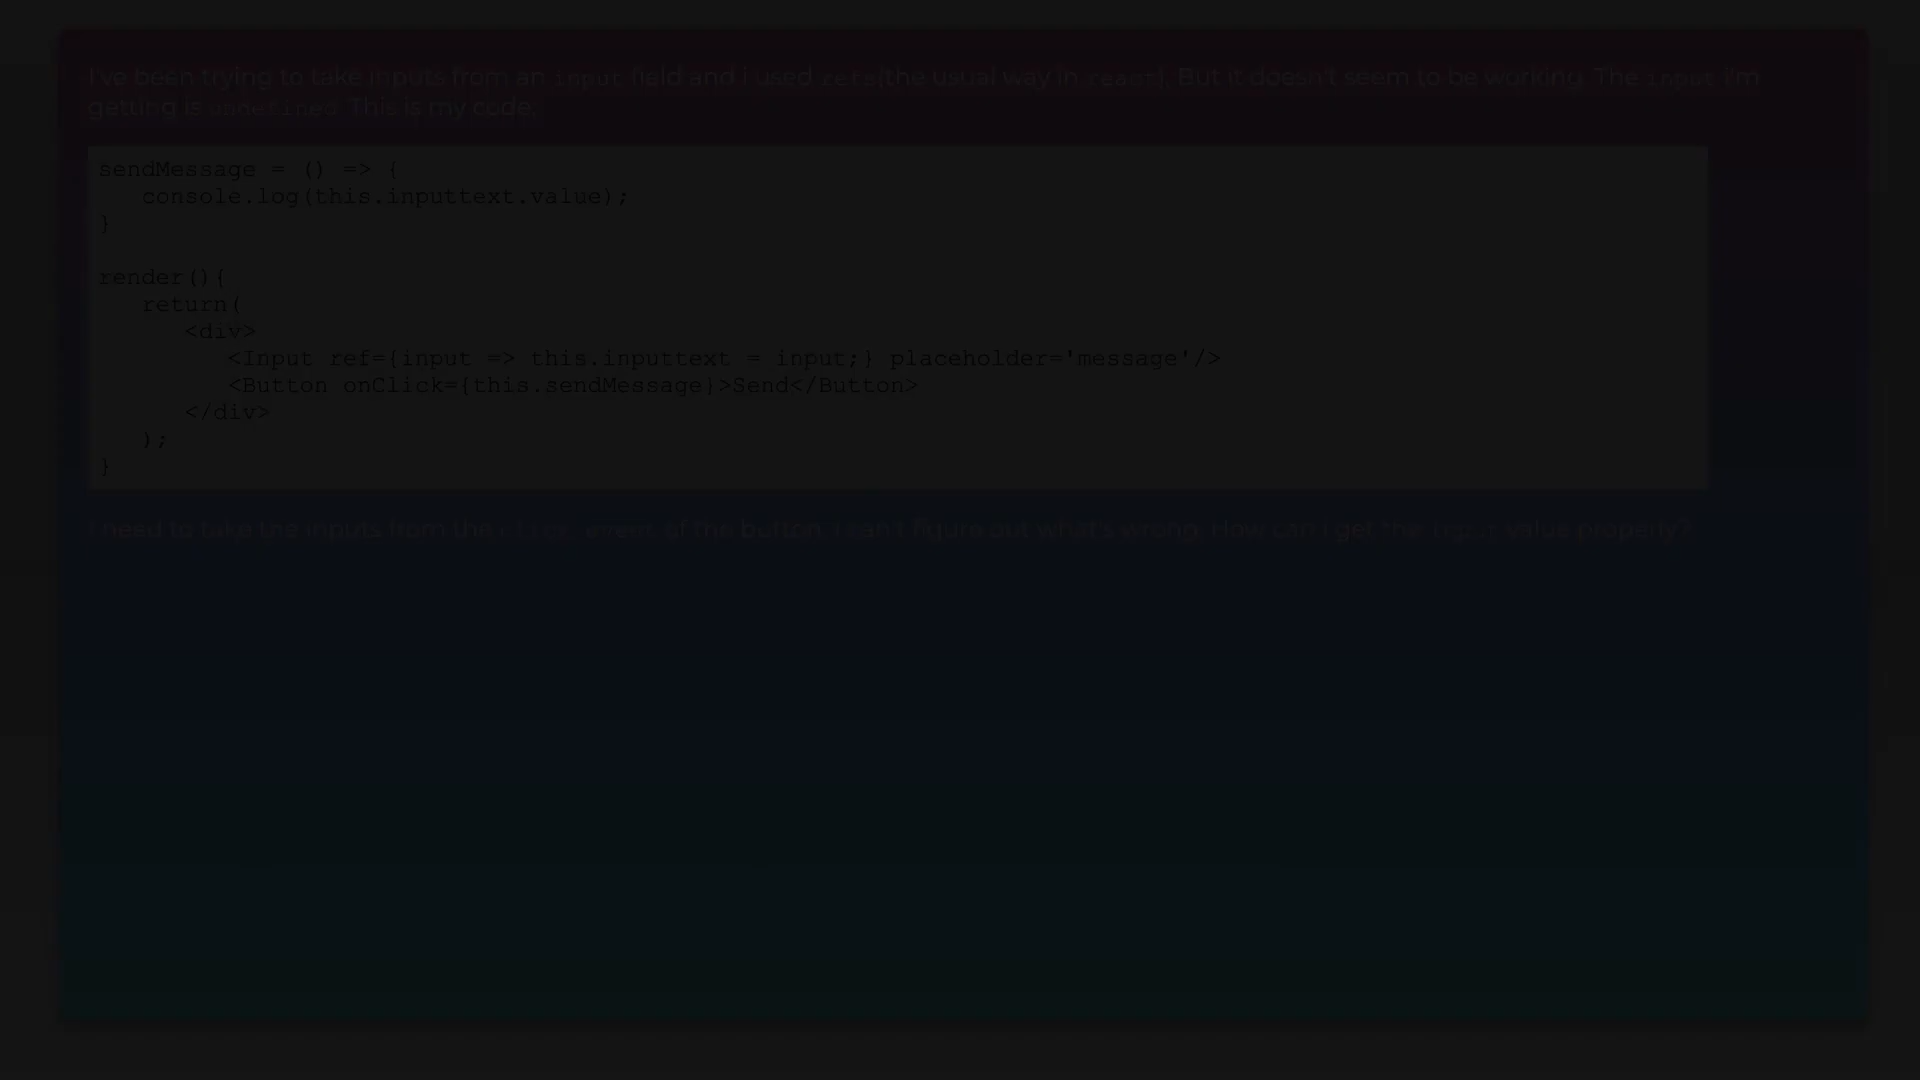 I've been trying to take inputs from an input field and i used refs(the usual way in react). But it doesn't seem to be working. The input i'm
getting is undefined. This is my code:
sendMessage = () => {
   console.log(this.inputtext.value);
}
render(){
   return(
      <div>
         <Input ref={input => this.inputtext = input;} placeholder='message'/>
         <Button onClick={this.sendMessage}>Send</Button>
      </div>
   );
}
I need to take the inputs from the click event of the button. I can't figure out what's wrong. How can I get the input value properly?